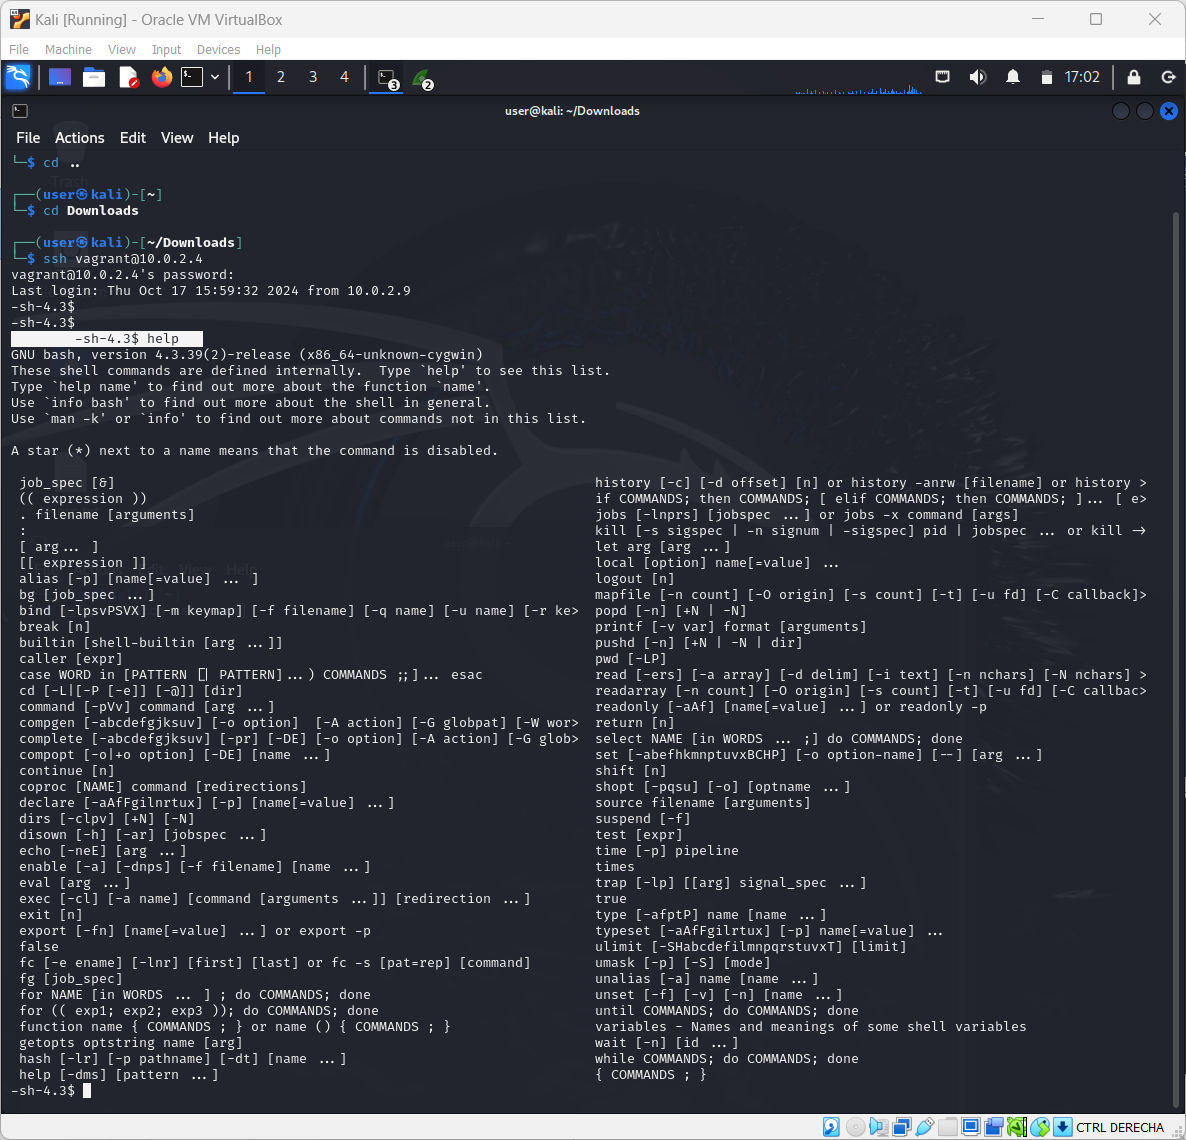 Kali [Running] - Oracle VM VirtualBox
File Machine View Input Devices Help
1 2 3 4 3 2 17:02
user@kali: ~/Downloads
File Actions Edit View Help
└─$ cd ..
┌──(user㉿kali)-[~]
└─$ cd Downloads
┌──(user㉿kali)-[~/Downloads]
└─$ ssh vagrant@10.0.2.4
vagrant@10.0.2.4's password:
Last login: Thu Oct 17 15:59:32 2024 from 10.0.2.9
-sh-4.3$
-sh-4.3$
-sh-4.3$ help
GNU bash, version 4.3.39(2)-release (x86_64-unknown-cygwin)
These shell commands are defined internally.  Type `help' to see this list.
Type `help name' to find out more about the function `name'.
Use `info bash' to find out more about the shell in general.
Use `man -k' or `info' to find out more about commands not in this list.
A star (*) next to a name means that the command is disabled.
job_spec [&]
(( expression ))
. filename [arguments]
:
[ arg... ]
[[ expression ]]
alias [-p] [name[=value] ... ]
bg [job_spec ...]
bind [-lpsvPSVX] [-m keymap] [-f filename] [-q name] [-u name] [-r ke>
break [n]
builtin [shell-builtin [arg ...]]
caller [expr]
case WORD in [PATTERN [| PATTERN]...) COMMANDS ;;]... esac
cd [-L|[-P [-e]] [-@]] [dir]
command [-pVv] command [arg ...]
compgen [-abcdefgjksuv] [-o option]  [-A action] [-G globpat] [-W wor>
complete [-abcdefgjksuv] [-pr] [-DE] [-o option] [-A action] [-G glob>
compopt [-o|+o option] [-DE] [name ...]
continue [n]
coproc [NAME] command [redirections]
declare [-aAfFgilnrtux] [-p] [name[=value] ...]
dirs [-clpv] [+N] [-N]
disown [-h] [-ar] [jobspec ...]
echo [-neE] [arg ...]
enable [-a] [-dnps] [-f filename] [name ...]
eval [arg ...]
exec [-cl] [-a name] [command [arguments ...]] [redirection ...]
exit [n]
export [-fn] [name[=value] ...] or export -p
false
fc [-e ename] [-lnr] [first] [last] or fc -s [pat=rep] [command]
fg [job_spec]
for NAME [in WORDS ... ] ; do COMMANDS; done
for (( exp1; exp2; exp3 )); do COMMANDS; done
function name { COMMANDS ; } or name () { COMMANDS ; }
getopts optstring name [arg]
hash [-lr] [-p pathname] [-dt] [name ...]
help [-dms] [pattern ...]
history [-c] [-d offset] [n] or history -anrw [filename] or history >
if COMMANDS; then COMMANDS; [ elif COMMANDS; then COMMANDS; ]... [ e>
jobs [-lnprs] [jobspec ...] or jobs -x command [args]
kill [-s sigspec | -n signum | -sigspec] pid | jobspec ... or kill ->
let arg [arg ...]
local [option] name[=value] ...
logout [n]
mapfile [-n count] [-O origin] [-s count] [-t] [-u fd] [-C callback]>
popd [-n] [+N | -N]
printf [-v var] format [arguments]
pushd [-n] [+N | -N | dir]
pwd [-LP]
read [-ers] [-a array] [-d delim] [-i text] [-n nchars] [-N nchars] >
readarray [-n count] [-O origin] [-s count] [-t] [-u fd] [-C callbac>
readonly [-aAf] [name[=value] ...] or readonly -p
return [n]
select NAME [in WORDS ... ;] do COMMANDS; done
set [-abefhkmnptuvxBCHP] [-o option-name] [--] [arg ...]
shift [n]
shopt [-pqsu] [-o] [optname ...]
source filename [arguments]
suspend [-f]
test [expr]
time [-p] pipeline
times
trap [-lp] [[arg] signal_spec ...]
true
type [-afptP] name [name ...]
typeset [-aAfFgilrtux] [-p] name[=value] ...
ulimit [-SHabcdefilmnpqrstuvxT] [limit]
umask [-p] [-S] [mode]
unalias [-a] name [name ...]
unset [-f] [-v] [-n] [name ...]
until COMMANDS; do COMMANDS; done
variables - Names and meanings of some shell variables
wait [-n] [id ...]
while COMMANDS; do COMMANDS; done
{ COMMANDS ; }
-sh-4.3$
CTRL DERECHA